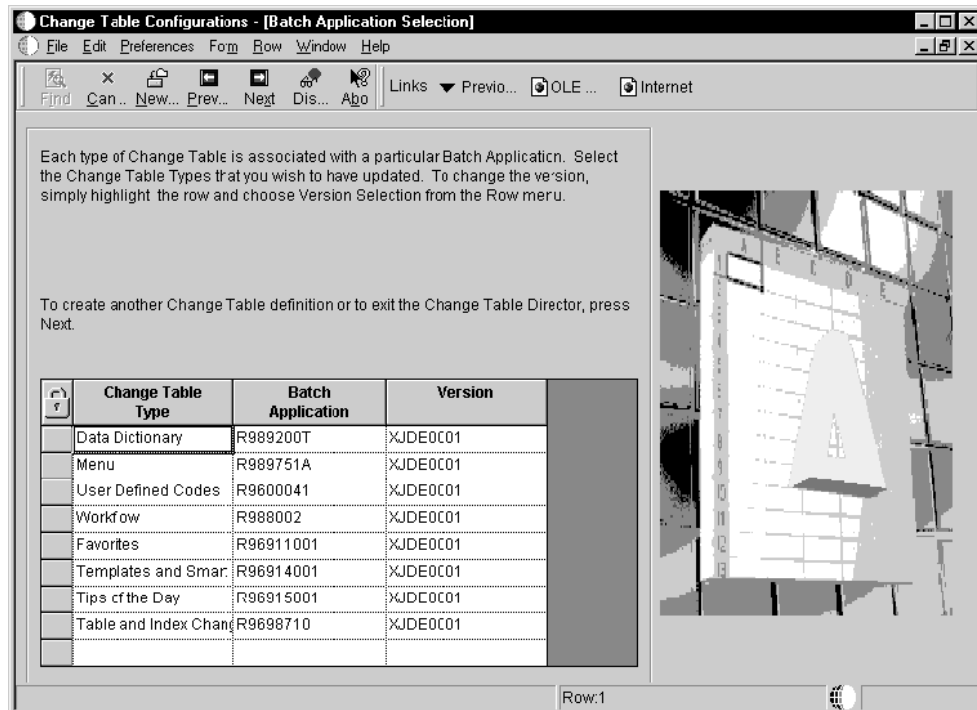 Change Table Configurations - [Batch Application Selection]
File Edit Preferences Form Row Window Help
Find Can.. New... Prev... Next Dis... Abo Links Previo... OLE ... Internet
Each type of Change Table is associated with a particular Batch Application. Select
the Change Table Types that you wish to have updated. To change the version,
simply highlight the row and choose Version Selection from the Row menu.
To create another Change Table definition or to exit the Change Table Director, press
Next.
Change Table Type Batch Application Version
Data Dictionary R989200T XJDE0001
Menu R989751A XJDE0001
User Defined Codes R9600041 XJDE0001
Workflow R988002 XJDE0001
Favorites R96911001 XJDE0001
Templates and Smar R96914001 XJDE0001
Tips of the Day R96915001 XJDE0001
Table and Index Chang R9698710 XJDE0001
Row:1